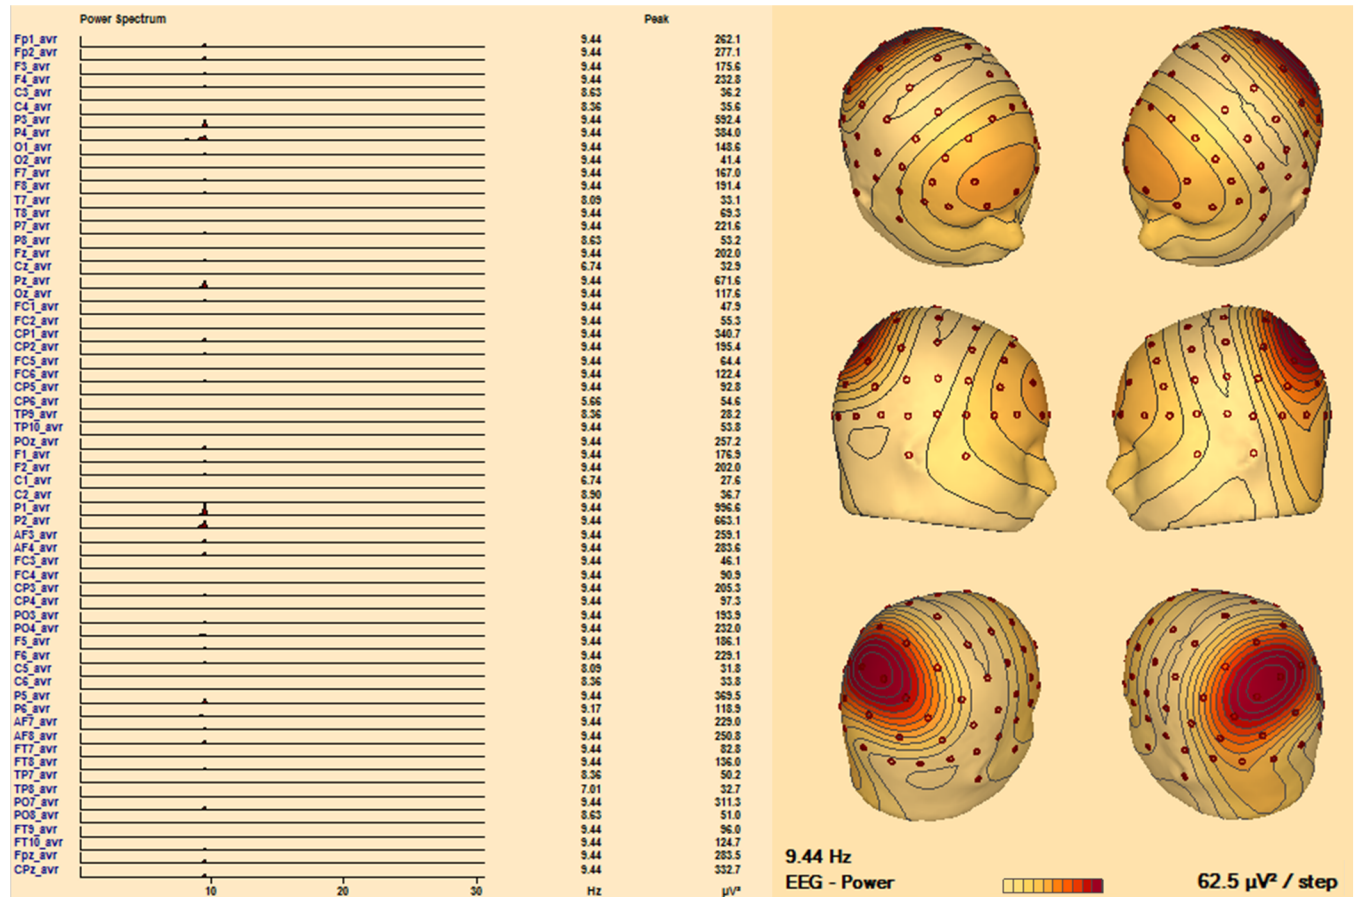 Power Spectrum Peak
Fp1_avr 9.44 262.1
Fp2_avr 9.44 277.1
F3_avr 9.44 175.6
F4_avr 9.44 232.8
C3_avr 8.63 36.2
C4_avr 8.36 35.6
P3_avr 9.44 592.4
P4_avr 9.44 384.0
O1_avr 9.44 148.6
O2_avr 9.44 41.4
F7_avr 9.44 167.0
F8_avr 9.44 191.4
T7_avr 8.09 33.1
T8_avr 9.44 69.3
P7_avr 9.44 221.6
P8_avr 8.63 53.2
Fz_avr 9.44 202.0
Cz_avr 6.74 32.9
Pz_avr 9.44 671.6
Oz_avr 9.44 117.6
FC1_avr 9.44 47.9
FC2_avr 9.44 55.3
CP1_avr 9.44 340.7
CP2_avr 9.44 195.4
FC5_avr 9.44 64.4
FC6_avr 9.44 122.4
CP5_avr 9.44 92.8
CP6_avr 5.66 54.6
TP9_avr 8.36 28.2
TP10_avr 9.44 53.8
POz_avr 9.44 257.2
F1_avr 9.44 176.9
F2_avr 9.44 202.0
C1_avr 6.74 27.6
C2_avr 8.90 36.7
P1_avr 9.44 996.6
P2_avr 9.44 663.1
AF3_avr 9.44 259.1
AF4_avr 9.44 283.6
FC3_avr 9.44 46.1
FC4_avr 9.44 90.9
CP3_avr 9.44 205.3
CP4_avr 9.44 97.3
PO3_avr 9.44 193.9
PO4_avr 9.44 232.0
F5_avr 9.44 186.1
F6_avr 9.44 229.1
C5_avr 8.09 31.8
C6_avr 8.36 33.8
P5_avr 9.44 369.5
P6_avr 9.17 118.9
AF7_avr 9.44 229.0
AF8_avr 9.44 250.8
FT7_avr 9.44 82.8
FT8_avr 9.44 136.0
TP7_avr 8.36 50.2
TP8_avr 7.01 32.7
PO7_avr 9.44 311.3
PO8_avr 8.63 51.0
FT9_avr 9.44 96.0
FT10_avr 9.44 124.7
Fpz_avr 9.44 283.5
CPz_avr 9.44 332.7
10 20 30 Hz µV²
9.44 Hz
EEG - Power 62.5 µV² / step